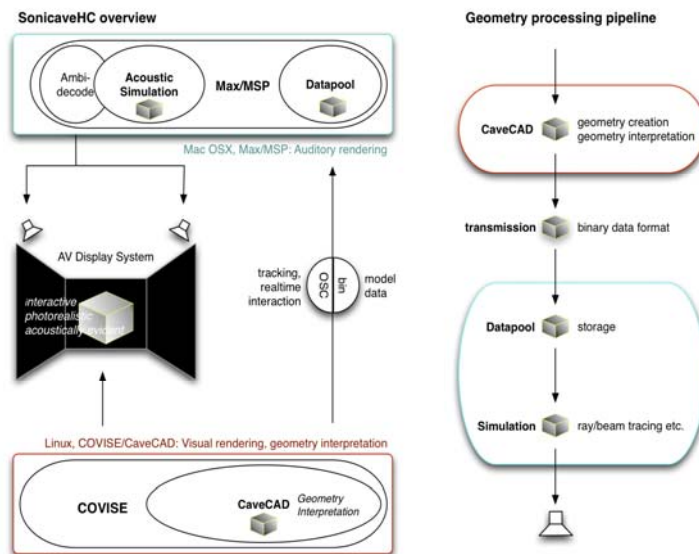 SonicaveHC overview
Ambi-
decode
Acoustic
Simulation
Max/MSP
Datapool
Mac OSX, Max/MSP: Auditory rendering
AV Display System
interactive
photorealistic
acoustically evident
tracking,
realtime
interaction
OSC
bin
model
data
Linux, COVISE/CaveCAD: Visual rendering, geometry interpretation
COVISE
CaveCAD
Geometry
Interpretation
Geometry processing pipeline
CaveCAD
geometry creation
geometry interpretation
transmission
binary data format
Datapool
storage
Simulation
ray/beam tracing etc.